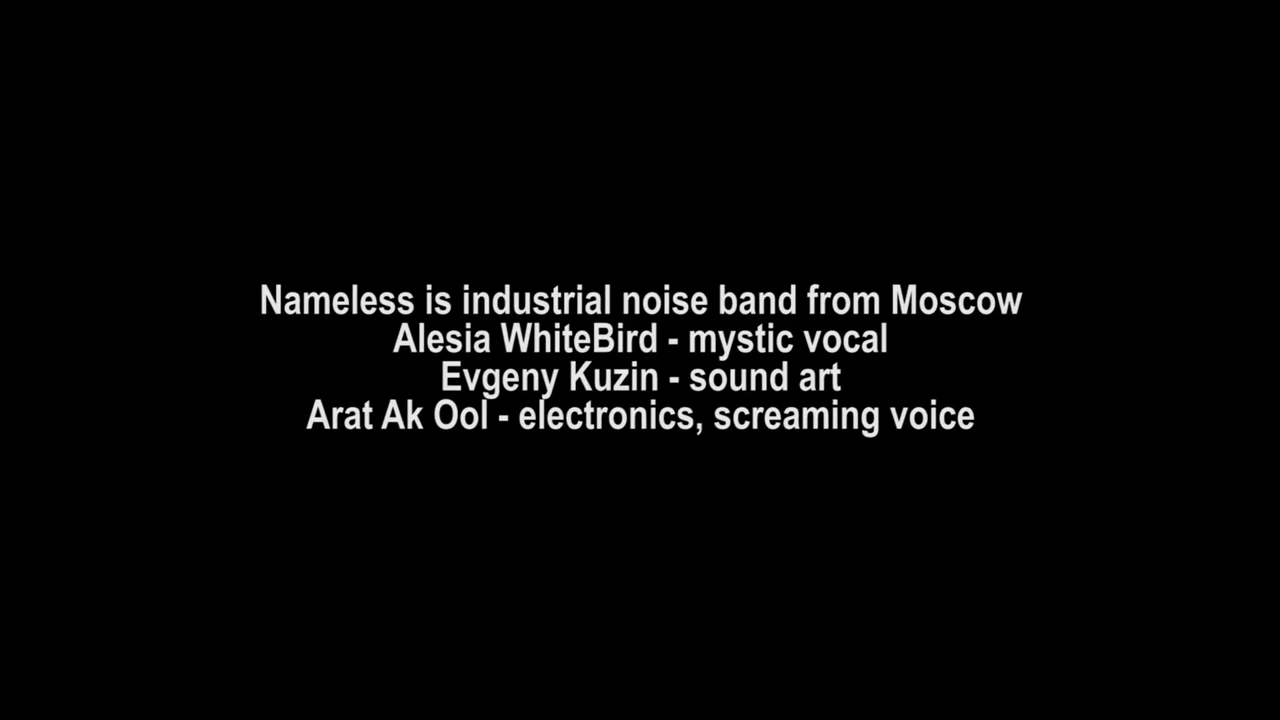 Nameless is industrial noise band from Moscow
Alesia WhiteBird - mystic vocal
Evgeny Kuzin - sound art
Arat Ak Ool - electronics, screaming voice